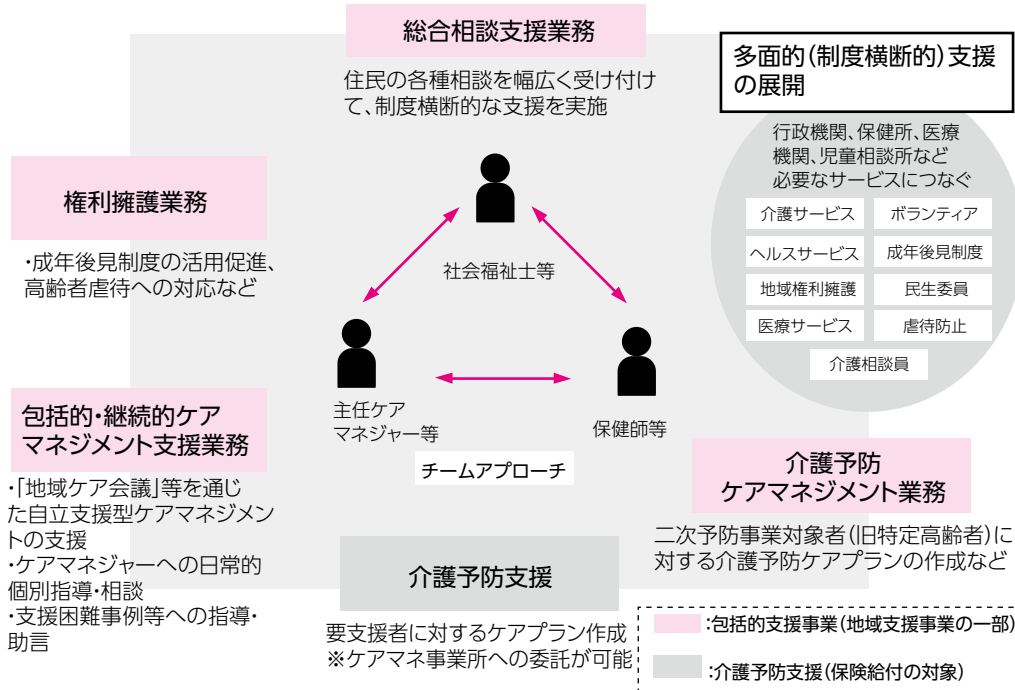 総合相談支援業務
住民の各種相談を幅広く受け付け
て、制度横断的な支援を実施
多面的(制度横断的)支援
の展開
行政機関、保健所、医療
機関、児童相談所など
必要なサービスにつなぐ
介護サービス
ボランティア
ヘルスサービス
成年後見制度
地域権利擁護
民生委員
医療サービス
虐待防止
介護相談員
権利擁護業務
・成年後見制度の活用促進、
高齢者虐待への対応など
社会福祉士等
主任ケア
マネジャー等
保健師等
チームアプローチ
包括的・継続的ケア
マネジメント支援業務
・「地域ケア会議」等を通じ
た自立支援型ケアマネジメン
トの支援
・ケアマネジャーへの日常的
個別指導・相談
・支援困難事例等への指導・
助言
介護予防
ケアマネジメント業務
二次予防事業対象者(旧特定高齢者)に
対する介護予防ケアプランの作成など
介護予防支援
要支援者に対するケアプラン作成
※ケアマネ事業所への委託が可能
:包括的支援事業(地域支援事業の一部)
:介護予防支援(保険給付の対象)